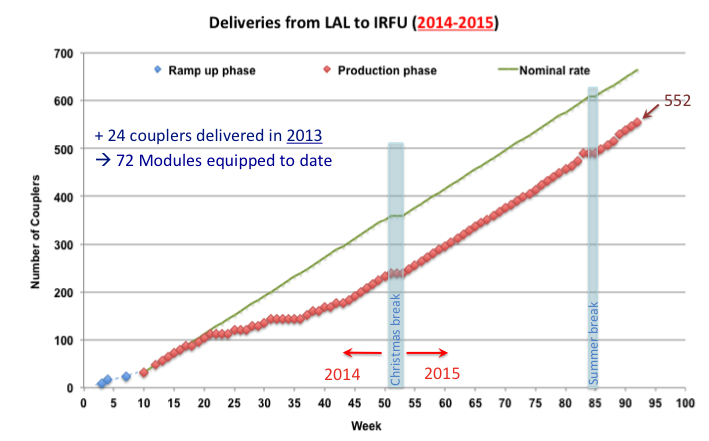 Deliveries from LAL to IRFU (2014-2015)
700
600
500
400
300
200
100
0
Number of Couplers
Ramp up phase
Production phase
Nominal rate
+ 24 couplers delivered in 2013
→ 72 Modules equipped to date
552
Christmas break
Summer break
2014
2015
0 5 10 15 20 25 30 35 40 45 50 55 60 65 70 75 80 85 90 95 100
Week